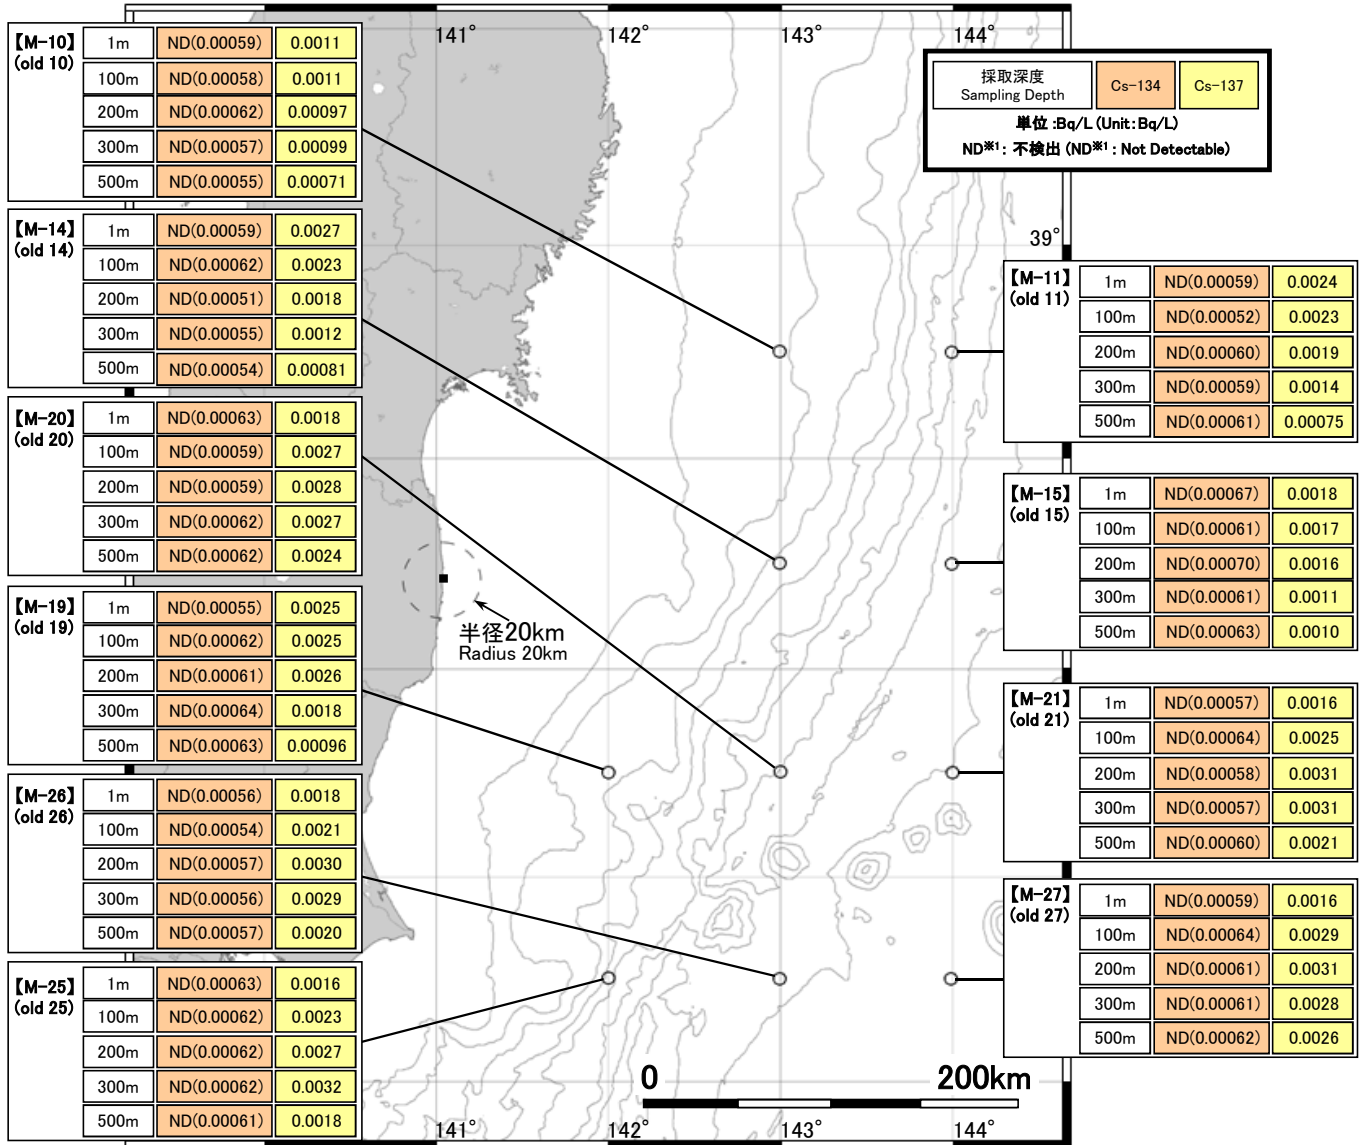 141°
142°
143°
144°
【M-10】
(old 10)
1m ND(0.00059) 0.0011
100m ND(0.00058) 0.0011
200m ND(0.00062) 0.00097
300m ND(0.00057) 0.00099
500m ND(0.00055) 0.00071
採取深度
Sampling Depth
Cs-134
Cs-137
単位:Bq/L(Unit:Bq/L)
ND※1:不検出(ND※1:Not Detectable)
【M-14】
(old 14)
1m ND(0.00059) 0.0027
100m ND(0.00062) 0.0023
200m ND(0.00051) 0.0018
300m ND(0.00055) 0.0012
500m ND(0.00054) 0.00081
39°
【M-11】
(old 11)
1m ND(0.00059) 0.0024
100m ND(0.00052) 0.0023
200m ND(0.00060) 0.0019
300m ND(0.00059) 0.0014
500m ND(0.00061) 0.00075
【M-20】
(old 20)
1m ND(0.00063) 0.0018
100m ND(0.00059) 0.0027
200m ND(0.00059) 0.0028
300m ND(0.00062) 0.0027
500m ND(0.00062) 0.0024
【M-15】
(old 15)
1m ND(0.00067) 0.0018
100m ND(0.00061) 0.0017
200m ND(0.00070) 0.0016
300m ND(0.00061) 0.0011
500m ND(0.00063) 0.0010
【M-19】
(old 19)
1m ND(0.00055) 0.0025
100m ND(0.00062) 0.0025
200m ND(0.00061) 0.0026
300m ND(0.00064) 0.0018
500m ND(0.00063) 0.00096
半径20km
Radius 20km
【M-21】
(old 21)
1m ND(0.00057) 0.0016
100m ND(0.00064) 0.0025
200m ND(0.00058) 0.0031
300m ND(0.00057) 0.0031
500m ND(0.00060) 0.0021
【M-26】
(old 26)
1m ND(0.00056) 0.0018
100m ND(0.00054) 0.0021
200m ND(0.00057) 0.0030
300m ND(0.00056) 0.0029
500m ND(0.00057) 0.0020
【M-27】
(old 27)
1m ND(0.00059) 0.0016
100m ND(0.00064) 0.0029
200m ND(0.00061) 0.0031
300m ND(0.00061) 0.0028
500m ND(0.00062) 0.0026
【M-25】
(old 25)
1m ND(0.00063) 0.0016
100m ND(0.00062) 0.0023
200m ND(0.00062) 0.0027
300m ND(0.00062) 0.0032
500m ND(0.00061) 0.0018
0
200km
141°
142°
143°
144°